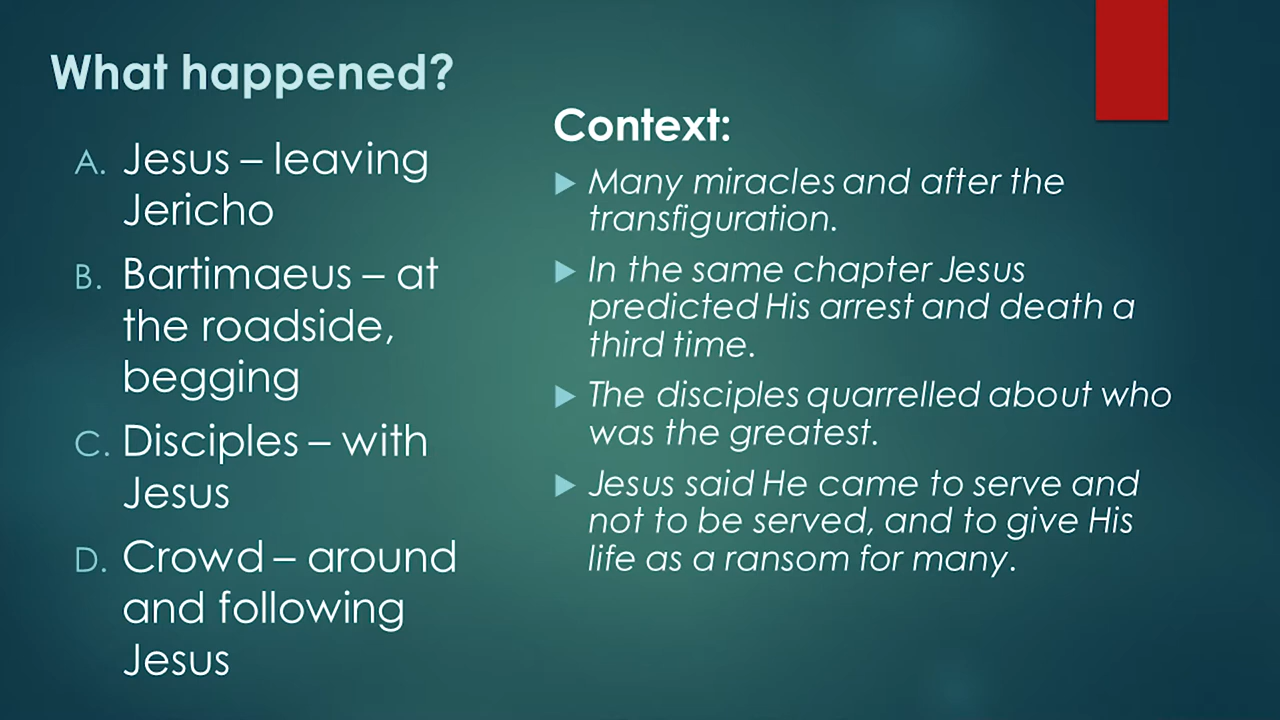 What happened?
A. Jesus – leaving
Jericho
B. Bartimaeus – at
the roadside,
begging
C. Disciples – with
Jesus
D. Crowd – around
and following
Jesus
Context:
Many miracles and after the
transfiguration.
In the same chapter Jesus
predicted His arrest and death a
third time.
The disciples quarrelled about who
was the greatest.
Jesus said He came to serve and
not to be served, and to give His
life as a ransom for many.